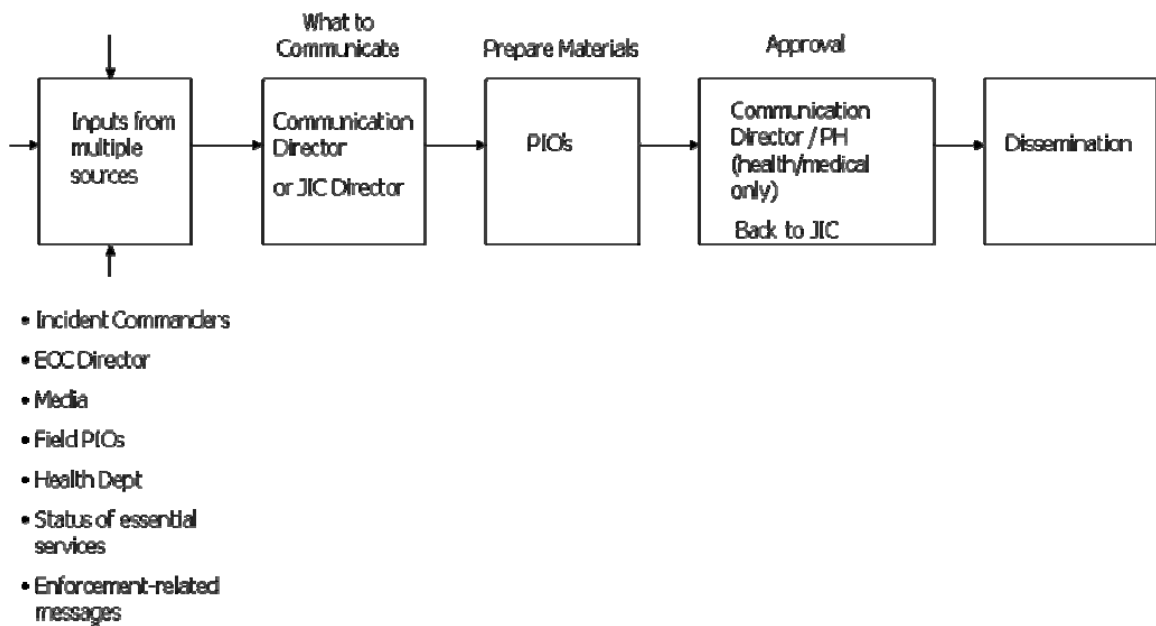 What to
Communicate
Prepare Materials
Approval
Inputs from
multiple
sources
Communication
Director
or JIC Director
PIO's
Communication
Director / PH
(health/medical
only)
Back to JIC
Dissemination
• Incident Commanders
• EOC Director
• Media
• Field PIOs
• Health Dept
• Status of essential
services
• Enforcement-related
messages